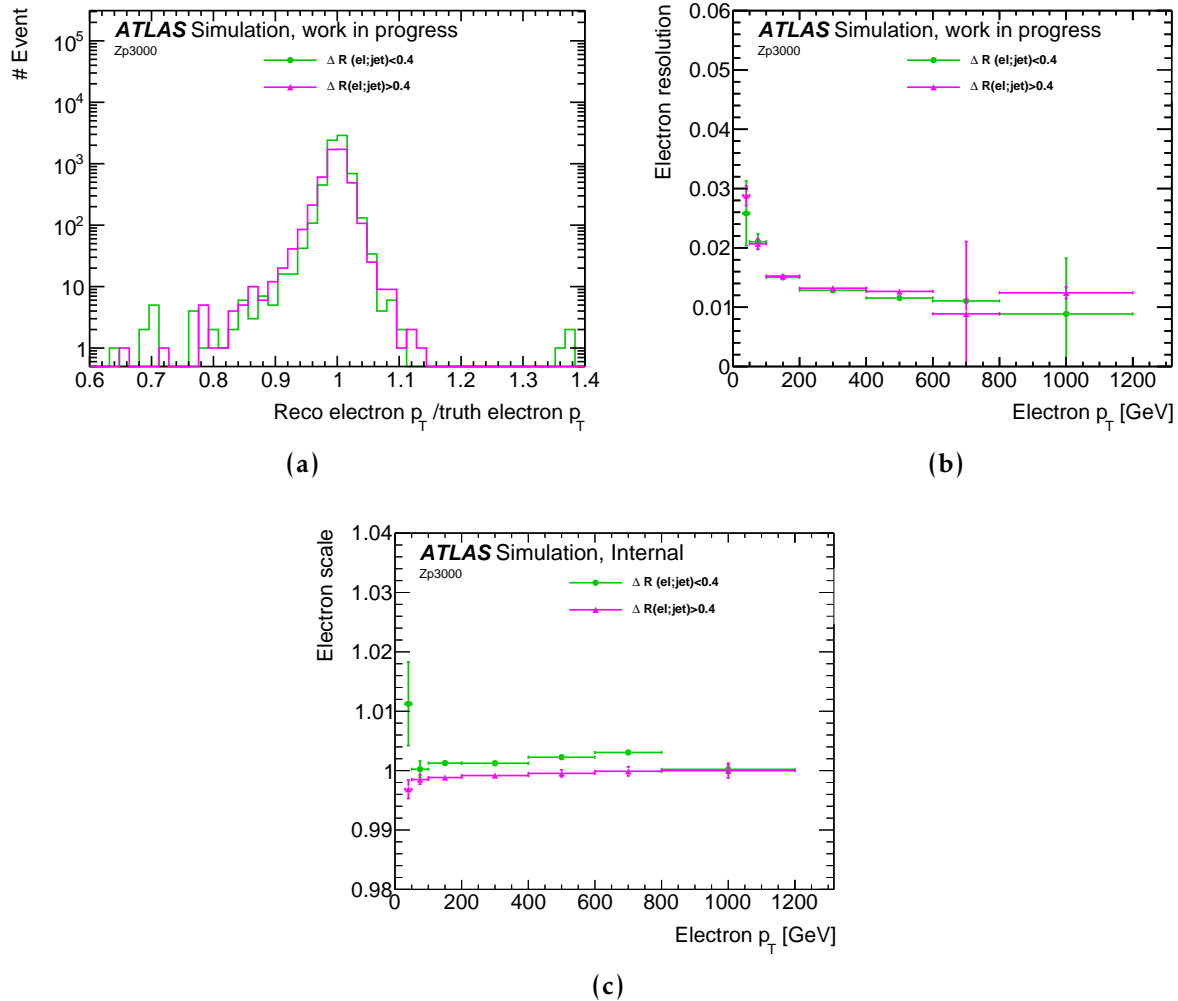 ATLAS Simulation, work in progress
Zp3000
Δ R (el;jet)<0.4
Δ R(el;jet)>0.4
# Event
10^5
10^4
10^3
10^2
10
1
0.6 0.7 0.8 0.9 1 1.1 1.2 1.3 1.4
Reco electron p_T /truth electron p_T
(a)
ATLAS Simulation, work in progress
Zp3000
Δ R (el;jet)<0.4
Δ R(el;jet)>0.4
Electron resolution
0.06
0.05
0.04
0.03
0.02
0.01
0
0 200 400 600 800 1000 1200
Electron p_T [GeV]
(b)
ATLAS Simulation, Internal
Zp3000
Δ R (el;jet)<0.4
Δ R(el;jet)>0.4
Electron scale
1.04
1.03
1.02
1.01
1
0.99
0.98
0 200 400 600 800 1000 1200
Electron p_T [GeV]
(c)